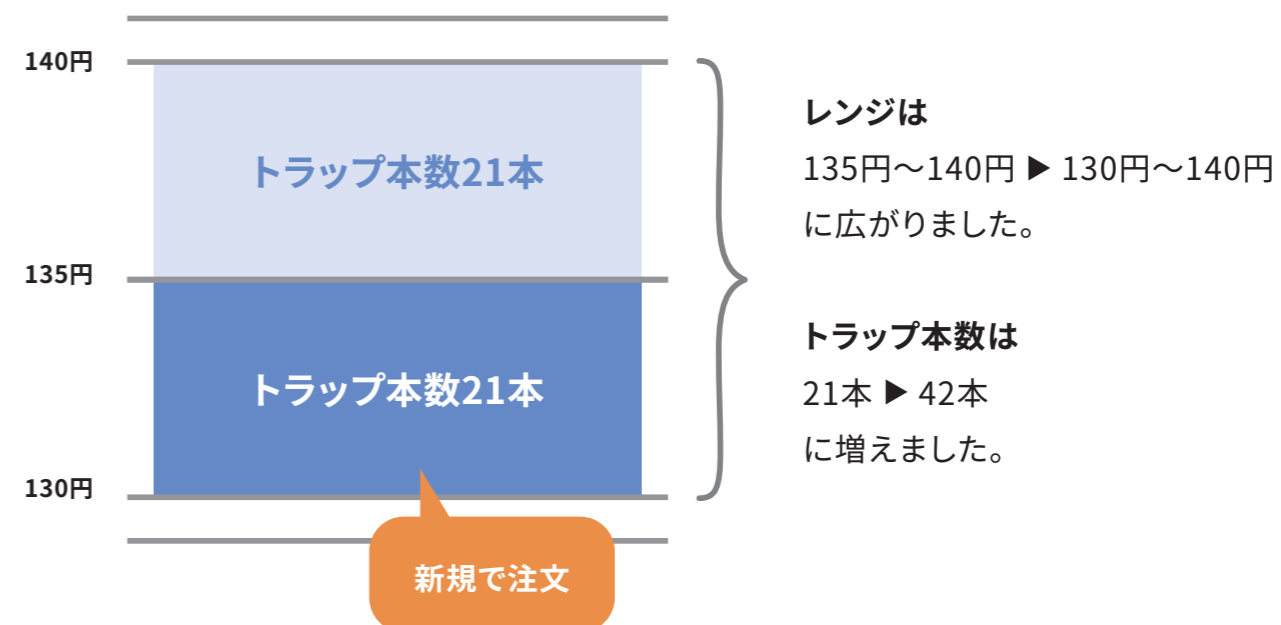 140円
トラップ本数21本
135円
トラップ本数21本
130円
新規で注文
レンジは
135円～140円 ▶ 130円～140円
に広がりました。
トラップ本数は
21本 ▶ 42本
に増えました。